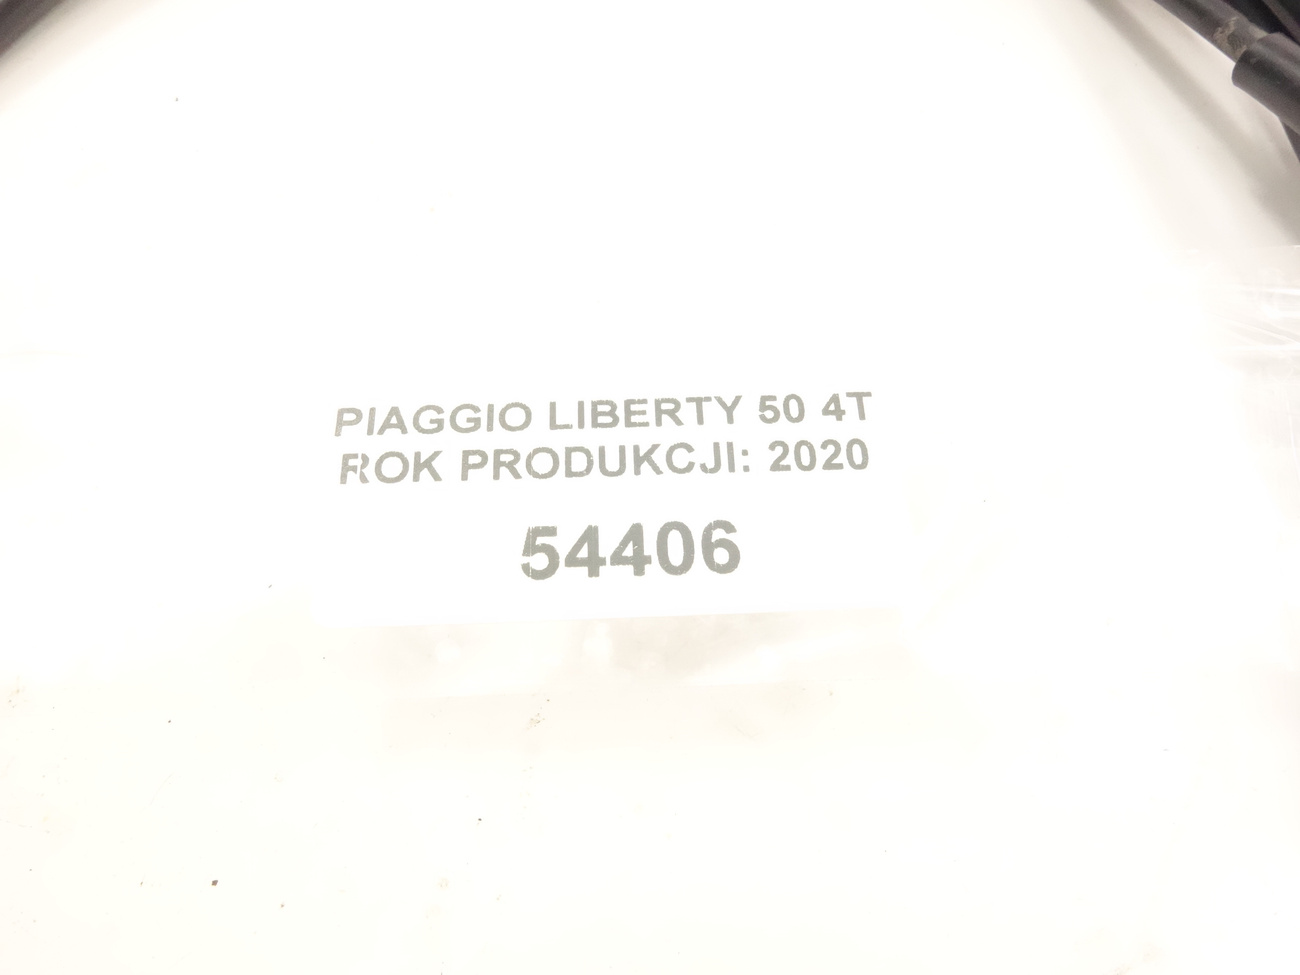 PIAGGIO LIBERTY 50 4T
ROK PRODUKCJI: 2020
54406